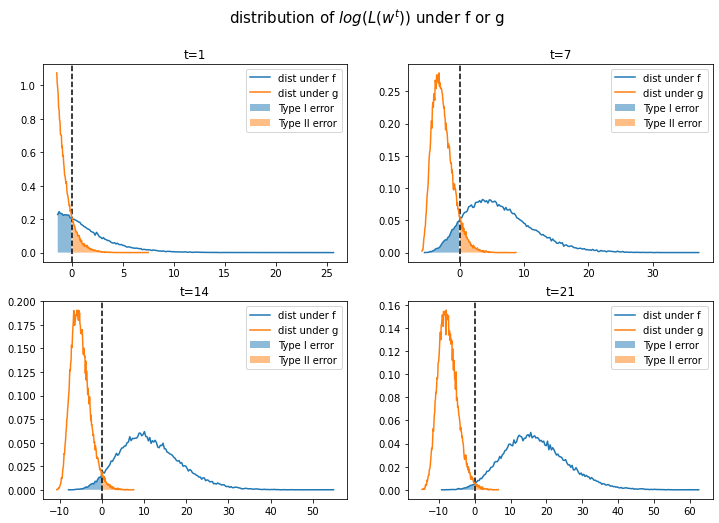 distribution of log(L(w^t)) under f or g
t=1
dist under f
dist under g
Type I error
Type II error
1.0
0.8
0.6
0.4
0.2
0.0
0 5 10 15 20 25
t=7
dist under f
dist under g
Type I error
Type II error
0.25
0.20
0.15
0.10
0.05
0.00
0 10 20 30
t=14
dist under f
dist under g
Type I error
Type II error
0.200
0.175
0.150
0.125
0.100
0.075
0.050
0.025
0.000
−10 0 10 20 30 40 50
t=21
dist under f
dist under g
Type I error
Type II error
0.16
0.14
0.12
0.10
0.08
0.06
0.04
0.02
0.00
−10 0 10 20 30 40 50 60